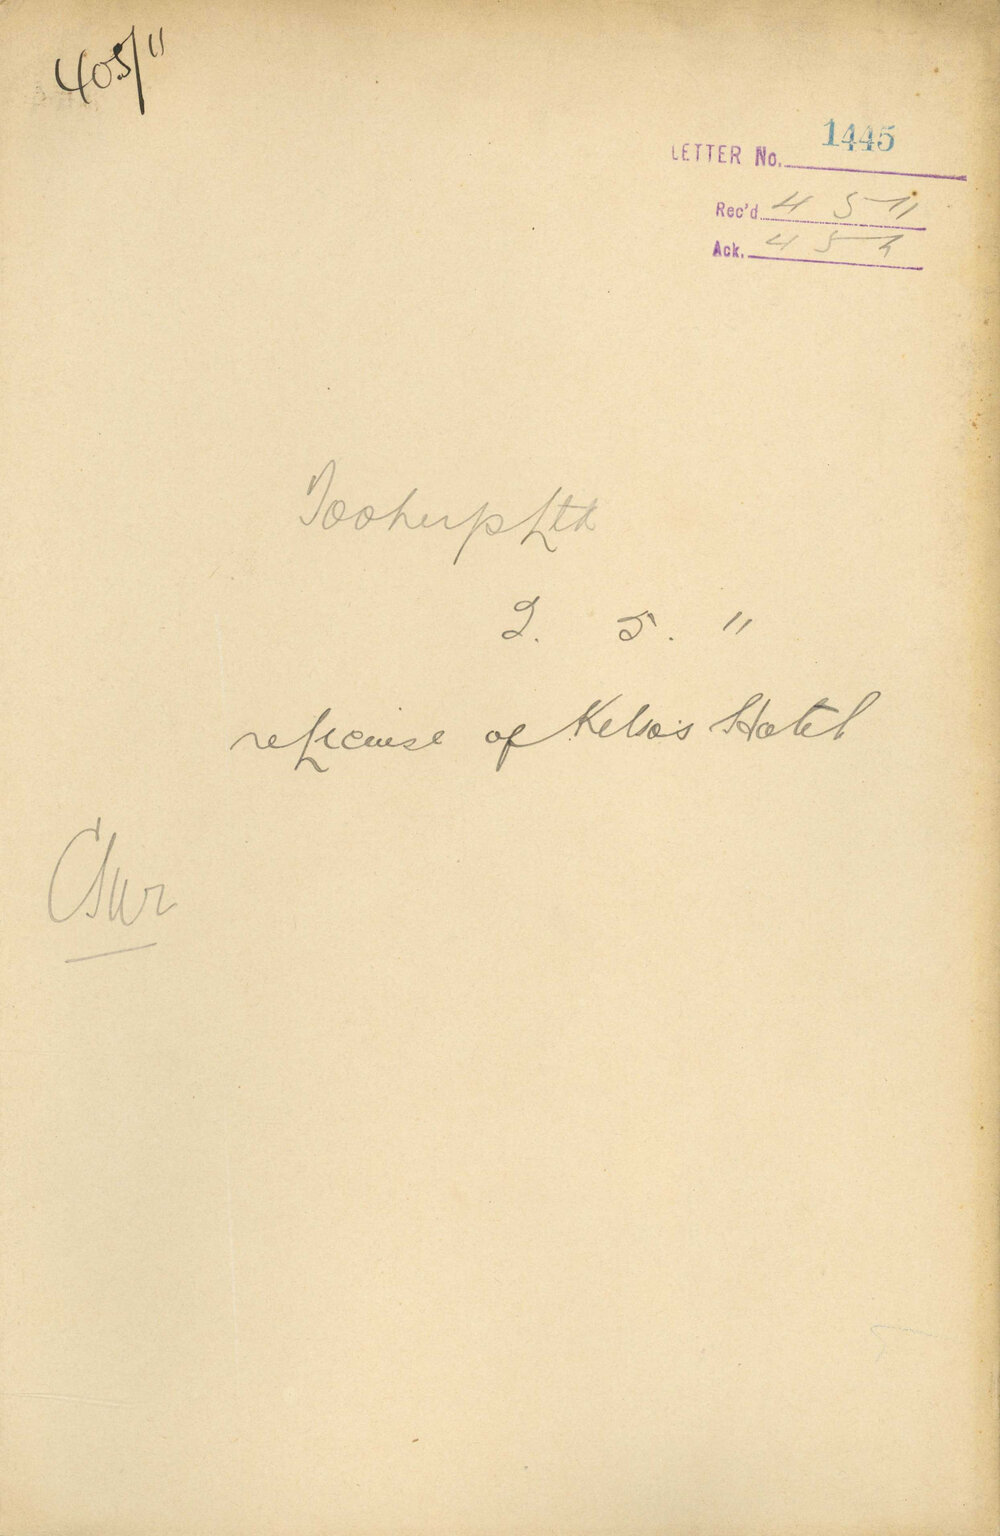 405/11
LETTER No. 1445
Rec'd 4 5 11
Ack. 4 5 11
Tooheys Ltd
2. 5. 11
re License of Kelso's Hotel